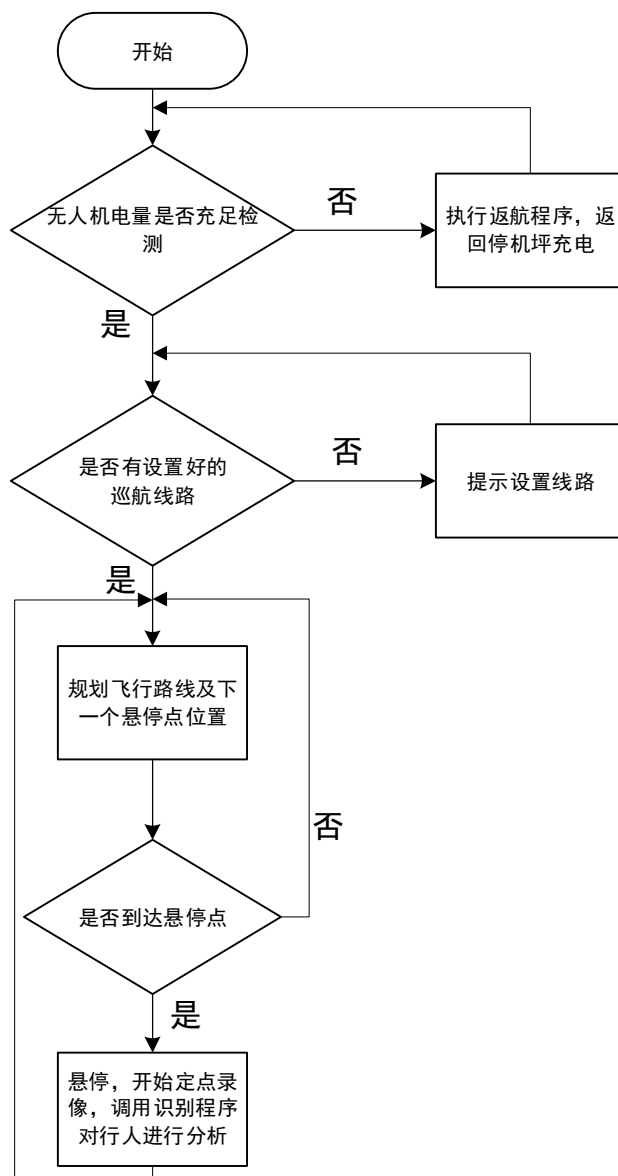 开始
无人机电量是否充足检
测
否
执行返航程序，返
回停机坪充电
是
是否有设置好的
巡航线路
否
提示设置线路
是
规划飞行路线及下
一个悬停点位置
否
是否到达悬停点
是
悬停，开始定点录
像，调用识别程序
对行人进行分析